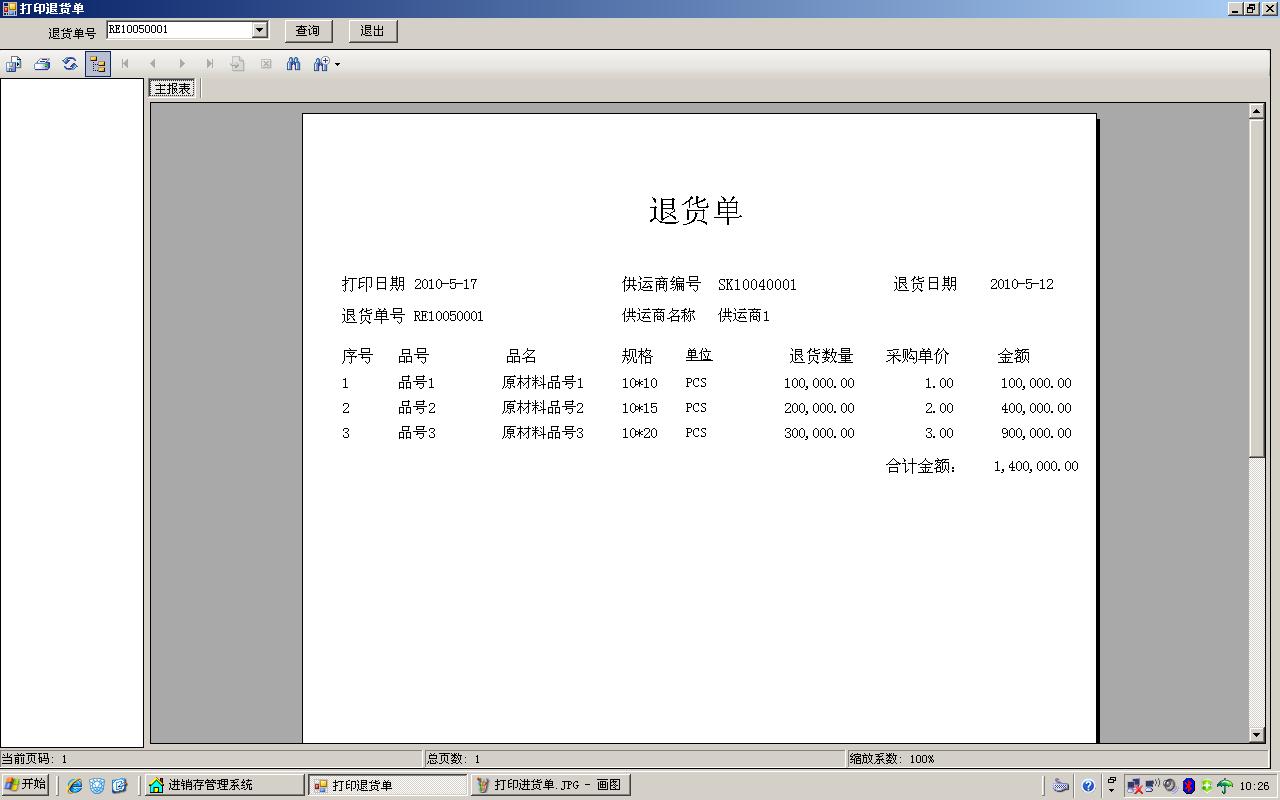 打印退货单
退货单号 RE10050001 查询 退出
主报表
退货单
打印日期 2010-5-17 供运商编号 SK10040001 退货日期 2010-5-12
退货单号 RE10050001 供运商名称 供运商1
序号 品号 品名 规格 单位 退货数量 采购单价 金额
1 品号1 原材料品号1 10*10 PCS 100,000.00 1.00 100,000.00
2 品号2 原材料品号2 10*15 PCS 200,000.00 2.00 400,000.00
3 品号3 原材料品号3 10*20 PCS 300,000.00 3.00 900,000.00
合计金额: 1,400,000.00
当前页码: 1 总页数: 1 缩放系数: 100%
开始 进销存管理系统 打印退货单 打印进货单.JPG - 画图 10:26